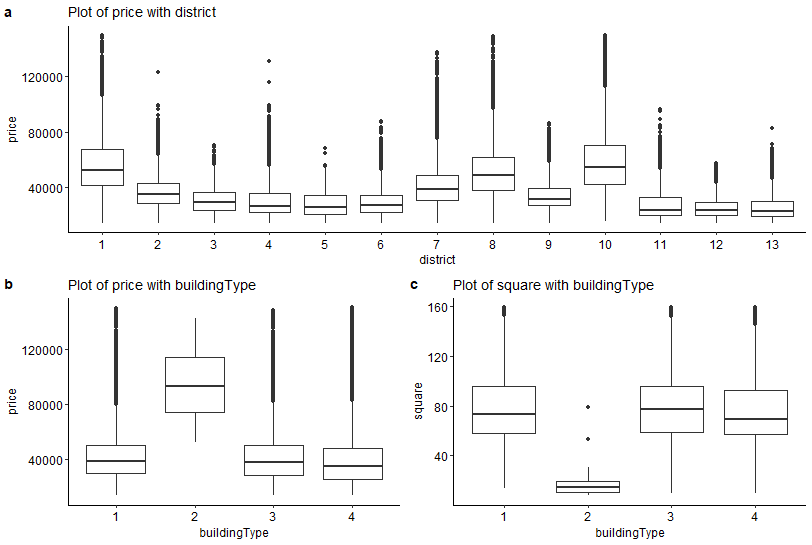 a Plot of price with district
120000
80000
40000
price
1 2 3 4 5 6 7 8 9 10 11 12 13
district
b Plot of price with buildingType
120000
80000
40000
price
1 2 3 4
buildingType
c Plot of square with buildingType
160
120
80
40
square
1 2 3 4
buildingType